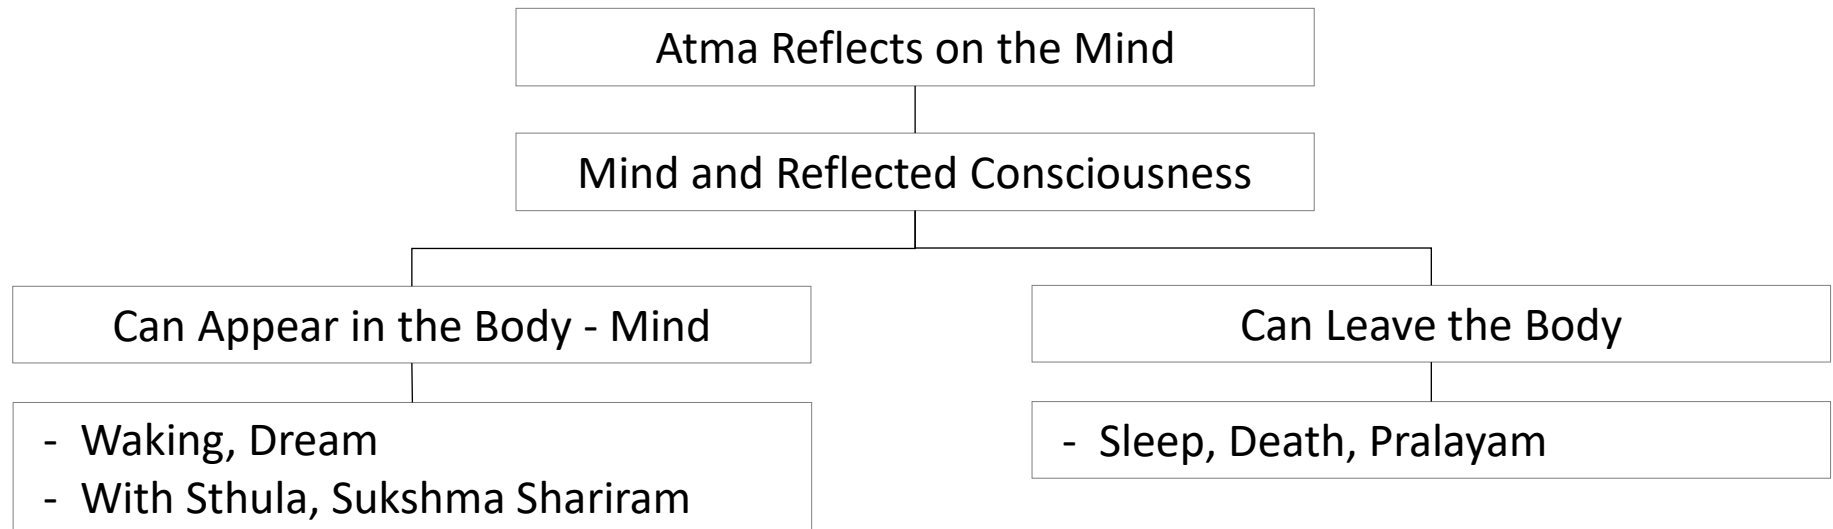 Atma Reflects on the Mind
Mind and Reflected Consciousness
Can Appear in the Body - Mind
Can Leave the Body
- Waking, Dream
- With Sthula, Sukshma Shariram
- Sleep, Death, Pralayam